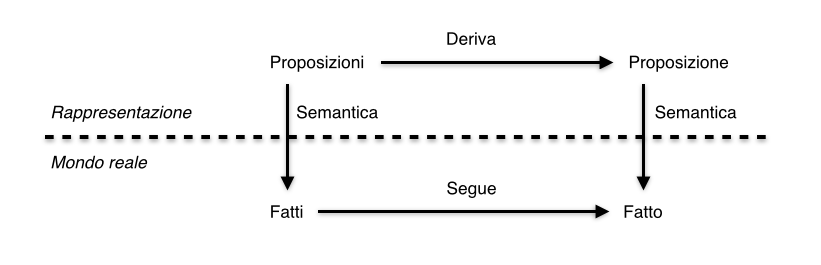 Deriva
Proposizioni
Proposizione
Rappresentazione
Semantica
Semantica
Mondo reale
Segue
Fatti
Fatto